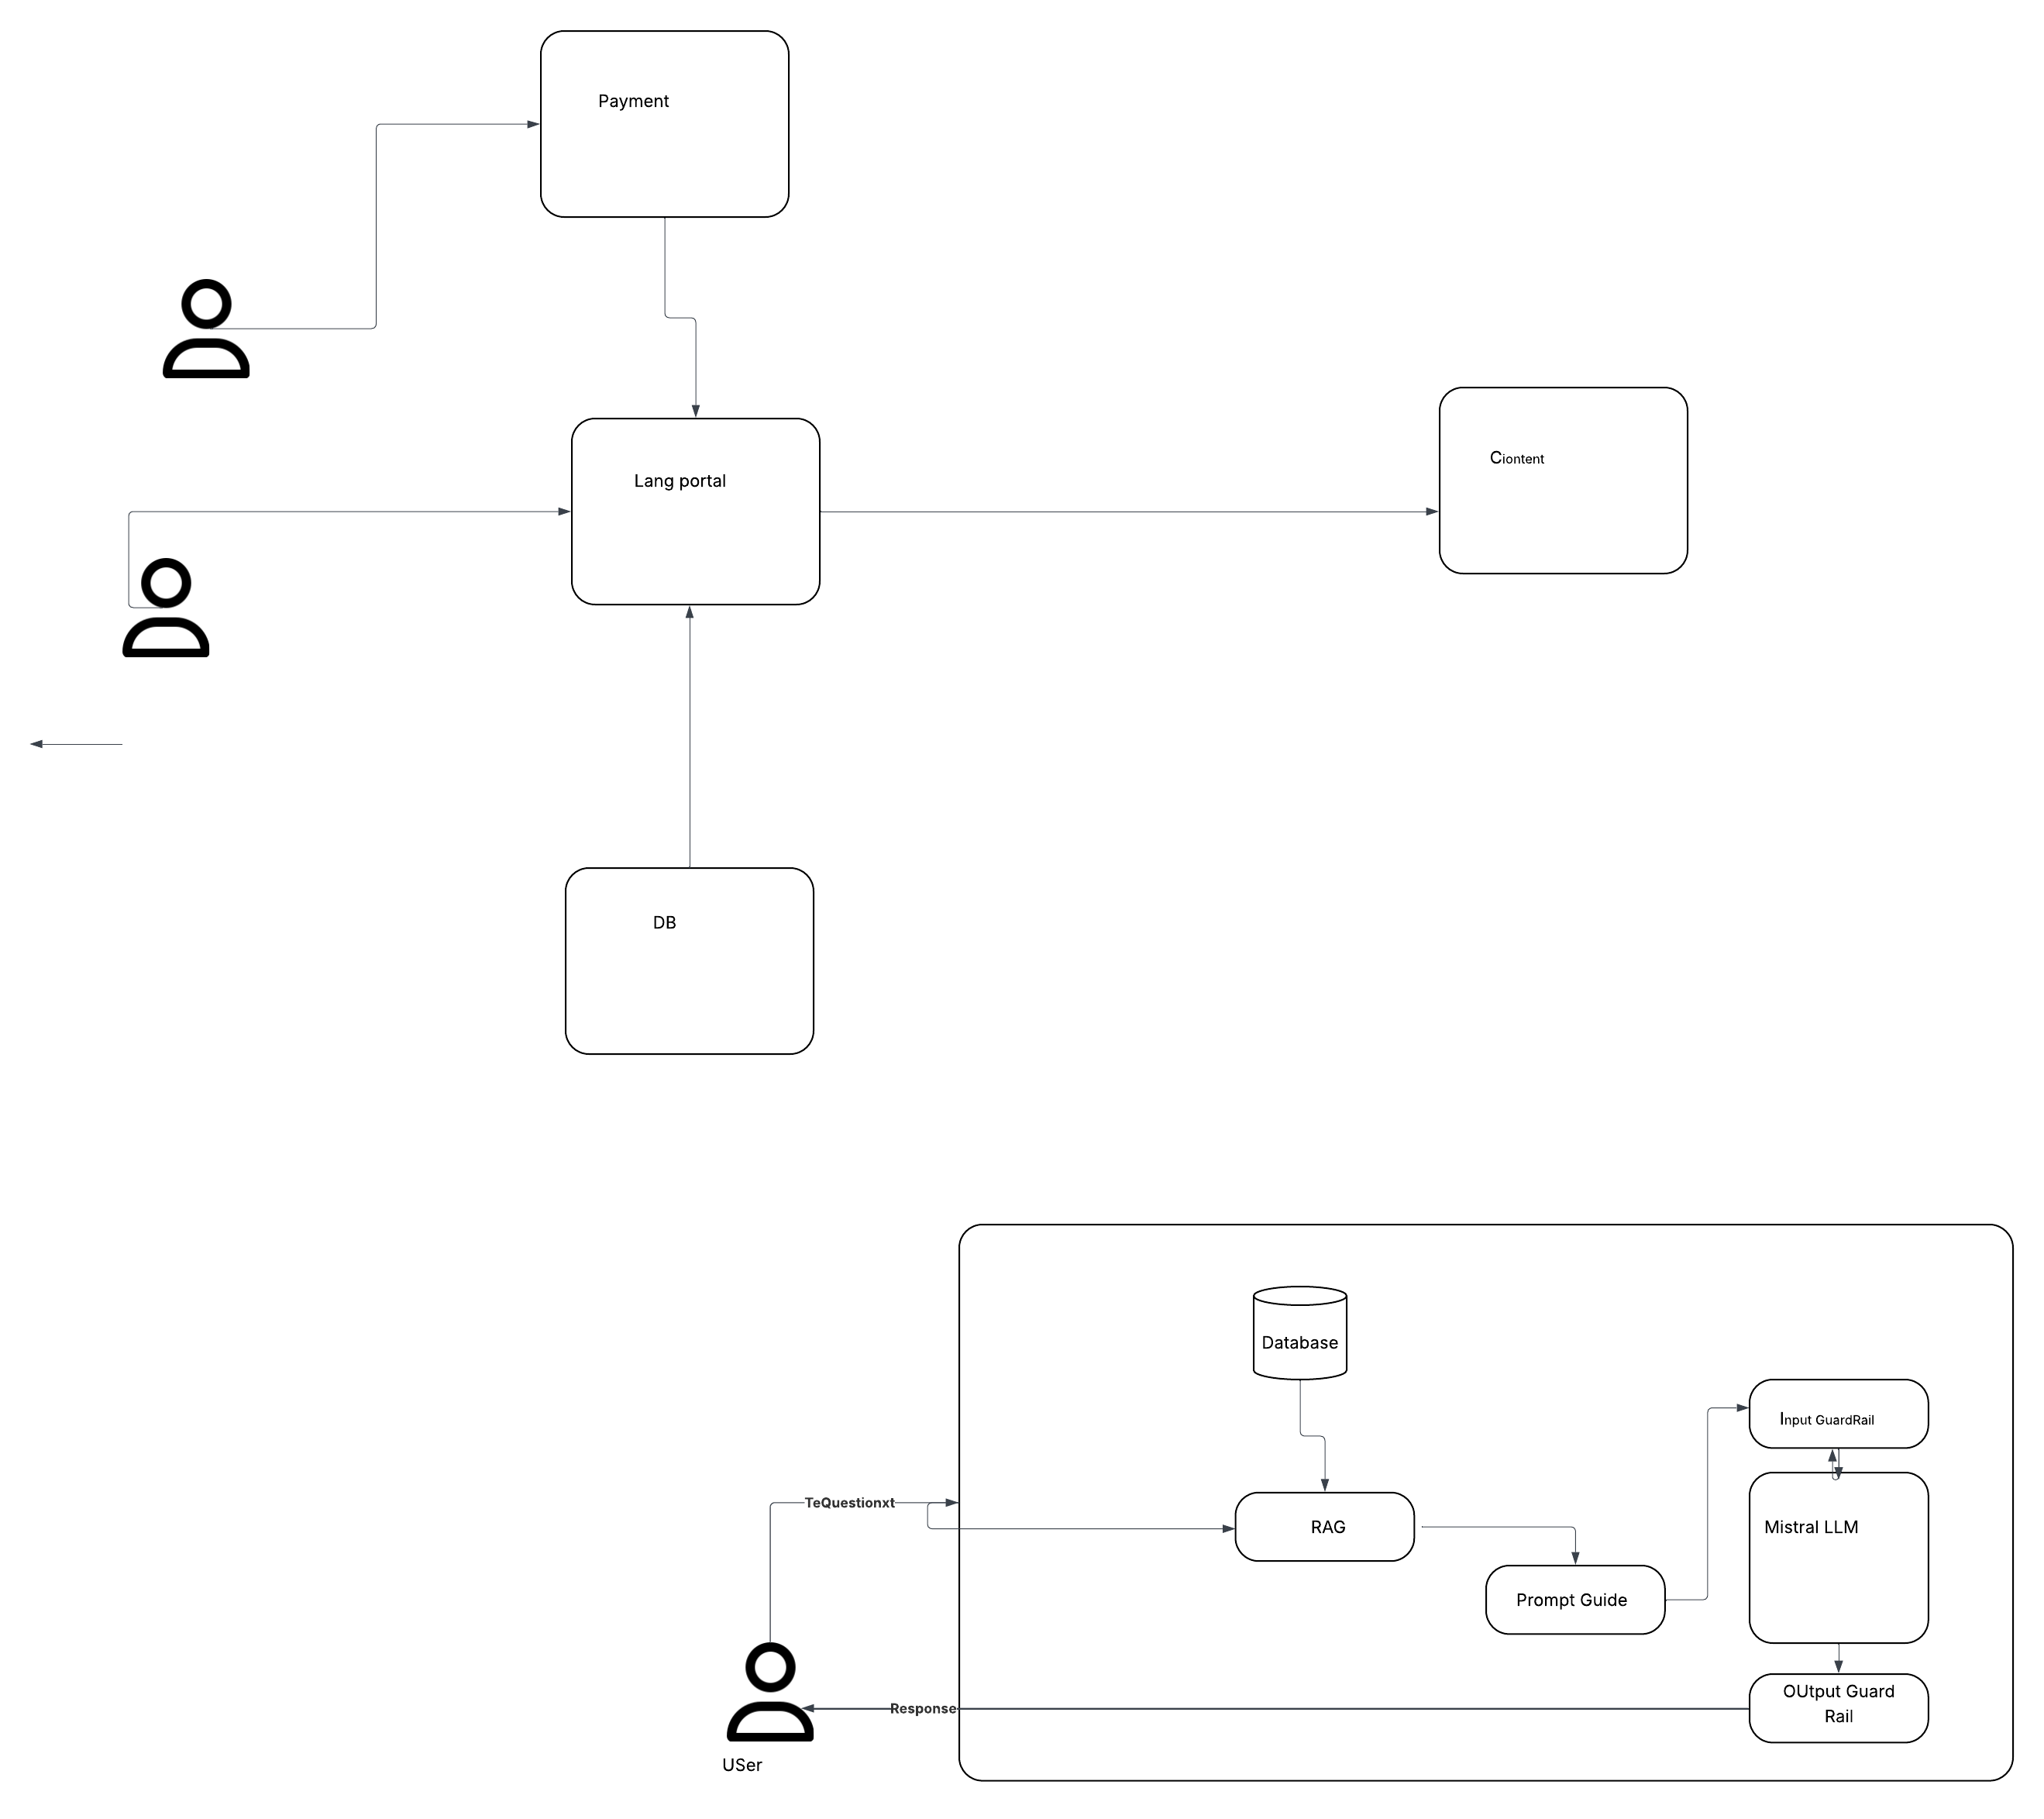 Payment
Lang portal
Ciontent
DB
Database
Input GuardRail
TeQuestionxt
RAG
Mistral LLM
Prompt Guide
OUtput Guard
Rail
Response
USer